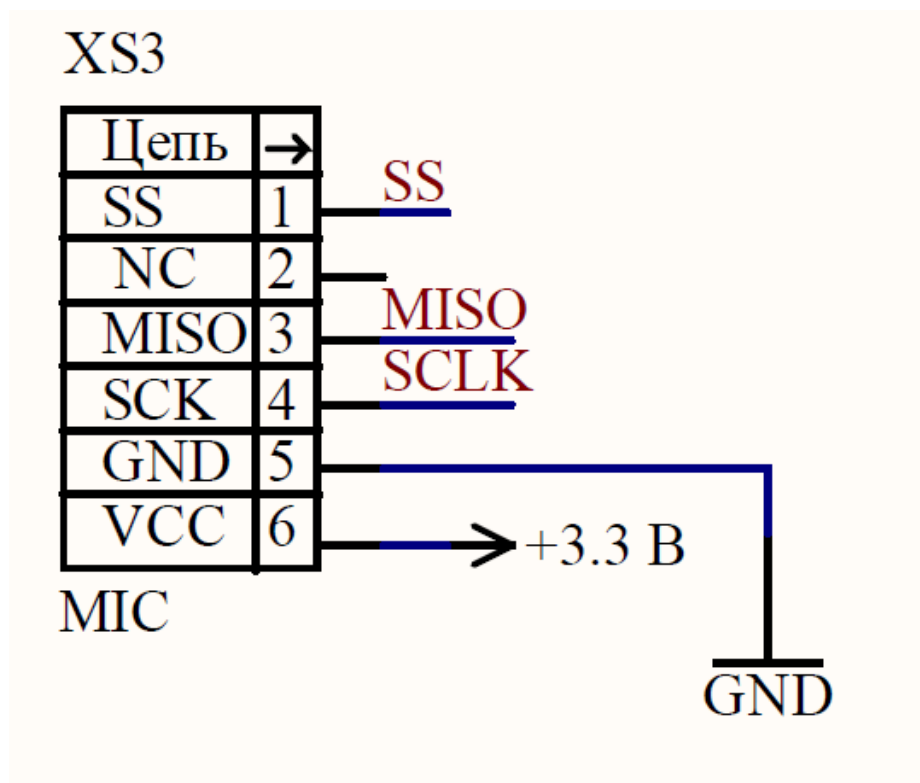 XS3
Цепь →
SS 1 SS
NC 2
MISO 3 MISO
SCK 4 SCLK
GND 5
VCC 6 +3.3 В
MIC
GND